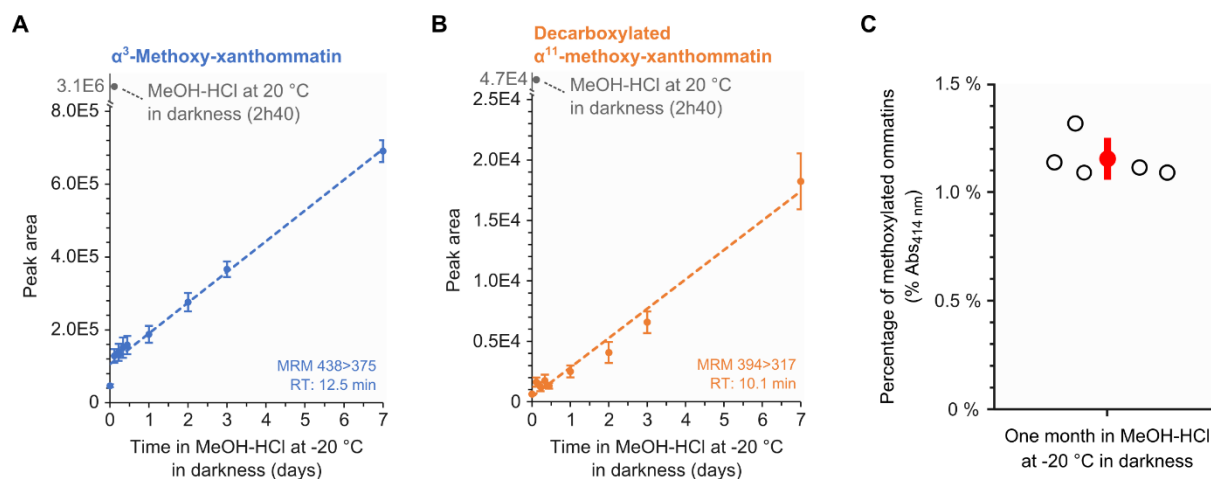 A
α³-Methoxy-xanthommatin
3.1E6
MeOH-HCl at 20 °C
in darkness (2h40)
8.0E5
6.0E5
4.0E5
2.0E5
0
Peak area
MRM 438>375
RT: 12.5 min
0 1 2 3 4 5 6 7
Time in MeOH-HCl at -20 °C
in darkness (days)
B
Decarboxylated
α¹¹-methoxy-xanthommatin
4.7E4
MeOH-HCl at 20 °C
in darkness (2h40)
2.5E4
2.0E4
1.5E4
1.0E4
0.5E4
0
Peak area
MRM 394>317
RT: 10.1 min
0 1 2 3 4 5 6 7
Time in MeOH-HCl at -20 °C
in darkness (days)
C
1.5 %
1.0 %
0.5 %
0 %
Percentage of methoxylated ommatins
(% Abs₄₁₄ ₙₘ)
One month in MeOH-HCl
at -20 °C in darkness